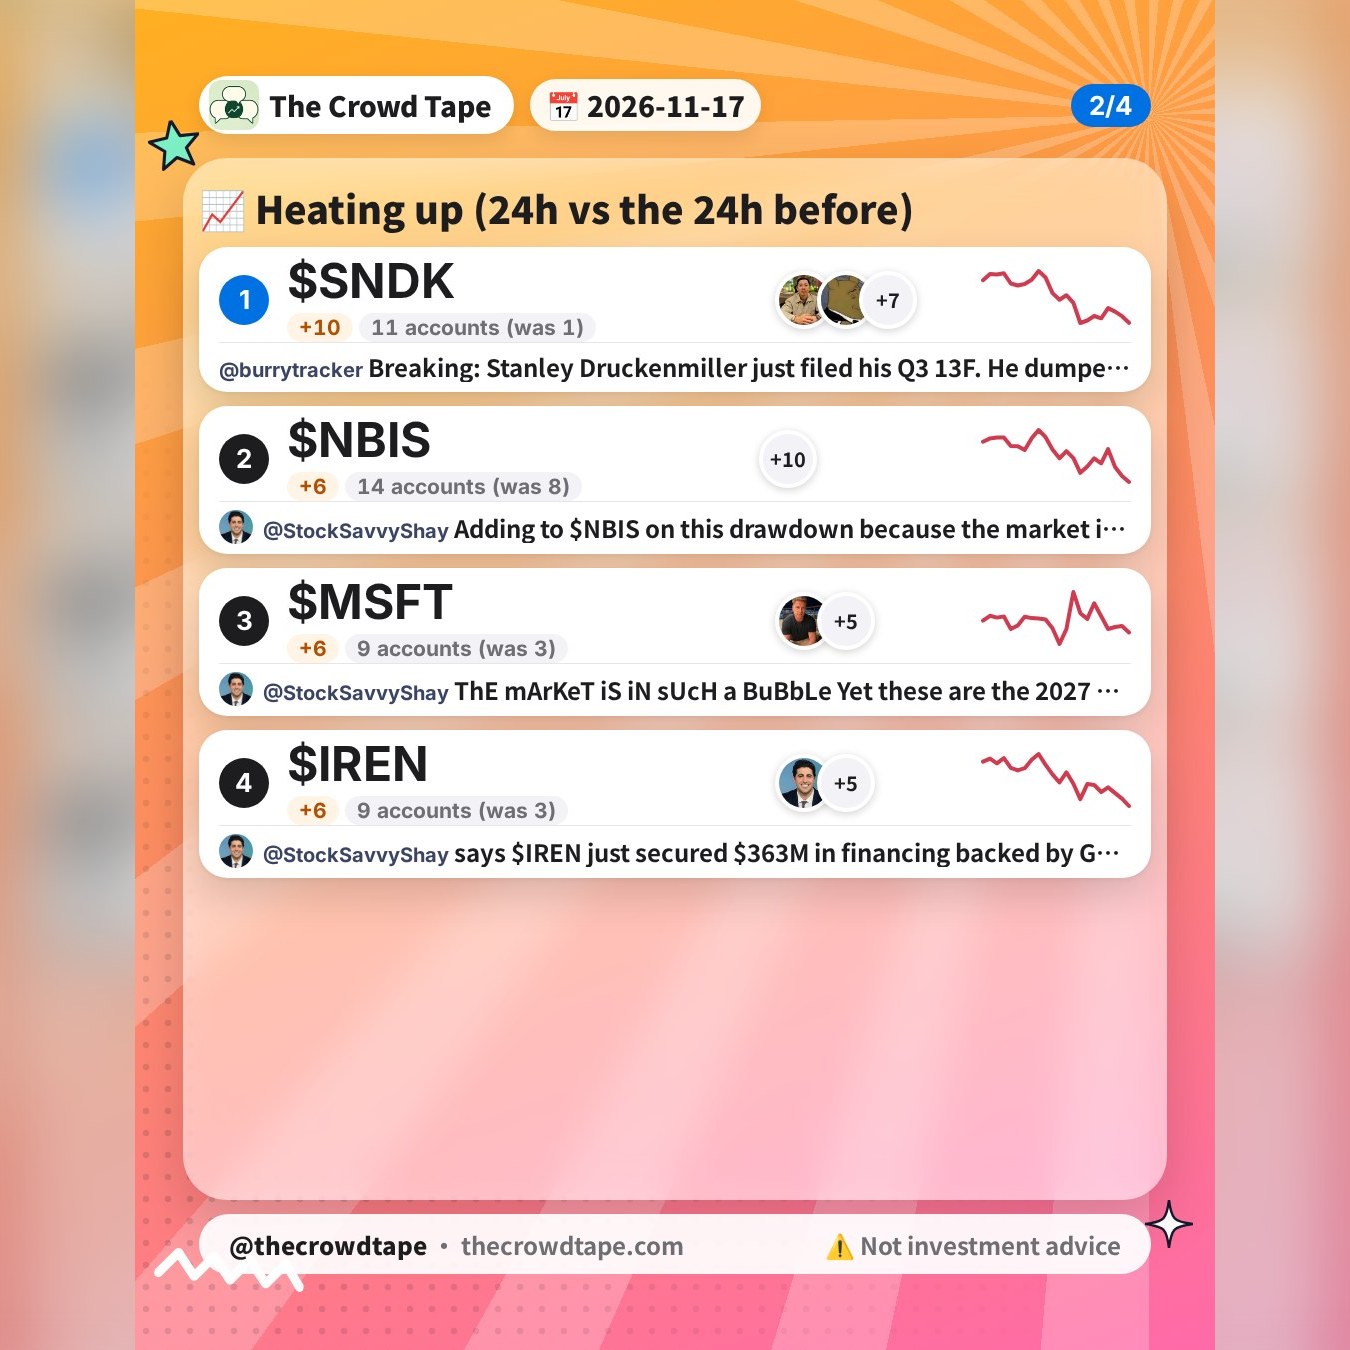 The Crowd Tape
📅 2026-11-17
2/4
📈 Heating up (24h vs the 24h before)
1
$SNDK
+10 11 accounts (was 1)
+7
@burrytracker Breaking: Stanley Druckenmiller just filed his Q3 13F. He dumpe⋯
2
$NBIS
+6 14 accounts (was 8)
+10
@StockSavvyShay Adding to $NBIS on this drawdown because the market i⋯
3
$MSFT
+6 9 accounts (was 3)
+5
@StockSavvyShay ThE mArKeT iS iN sUcH a BuBbLe Yet these are the 2027 ⋯
4
$IREN
+6 9 accounts (was 3)
+5
@StockSavvyShay says $IREN just secured $363M in financing backed by G⋯
@thecrowdtape • thecrowdtape.com
⚠️ Not investment advice